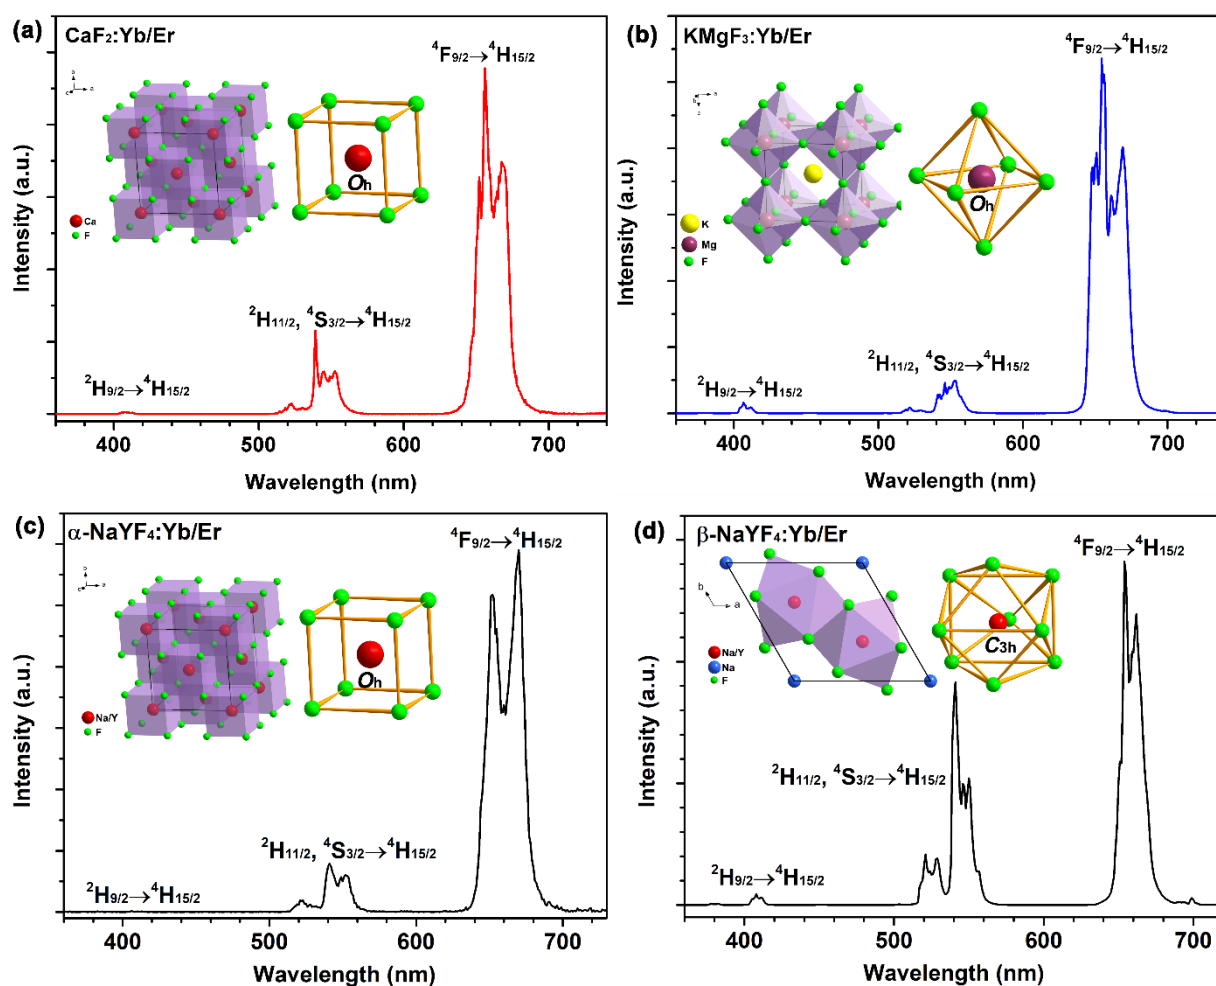 (a) CaF₂:Yb/Er
⁴F₉/₂→⁴H₁₅/₂
Oₕ
Ca
F
²H₁₁/₂, ⁴S₃/₂→⁴H₁₅/₂
²H₉/₂→⁴H₁₅/₂
Intensity (a.u.)
400 500 600 700
Wavelength (nm)
(b) KMgF₃:Yb/Er
⁴F₉/₂→⁴H₁₅/₂
Oₕ
K
Mg
F
²H₁₁/₂, ⁴S₃/₂→⁴H₁₅/₂
²H₉/₂→⁴H₁₅/₂
Intensity (a.u.)
400 500 600 700
Wavelength (nm)
(c) α-NaYF₄:Yb/Er
⁴F₉/₂→⁴H₁₅/₂
Oₕ
Na/Y
F
²H₁₁/₂, ⁴S₃/₂→⁴H₁₅/₂
²H₉/₂→⁴H₁₅/₂
Intensity (a.u.)
400 500 600 700
Wavelength (nm)
(d) β-NaYF₄:Yb/Er
⁴F₉/₂→⁴H₁₅/₂
b
a
C₃ₕ
Na/Y
Na
F
²H₁₁/₂, ⁴S₃/₂→⁴H₁₅/₂
²H₉/₂→⁴H₁₅/₂
Intensity (a.u.)
400 500 600 700
Wavelength (nm)